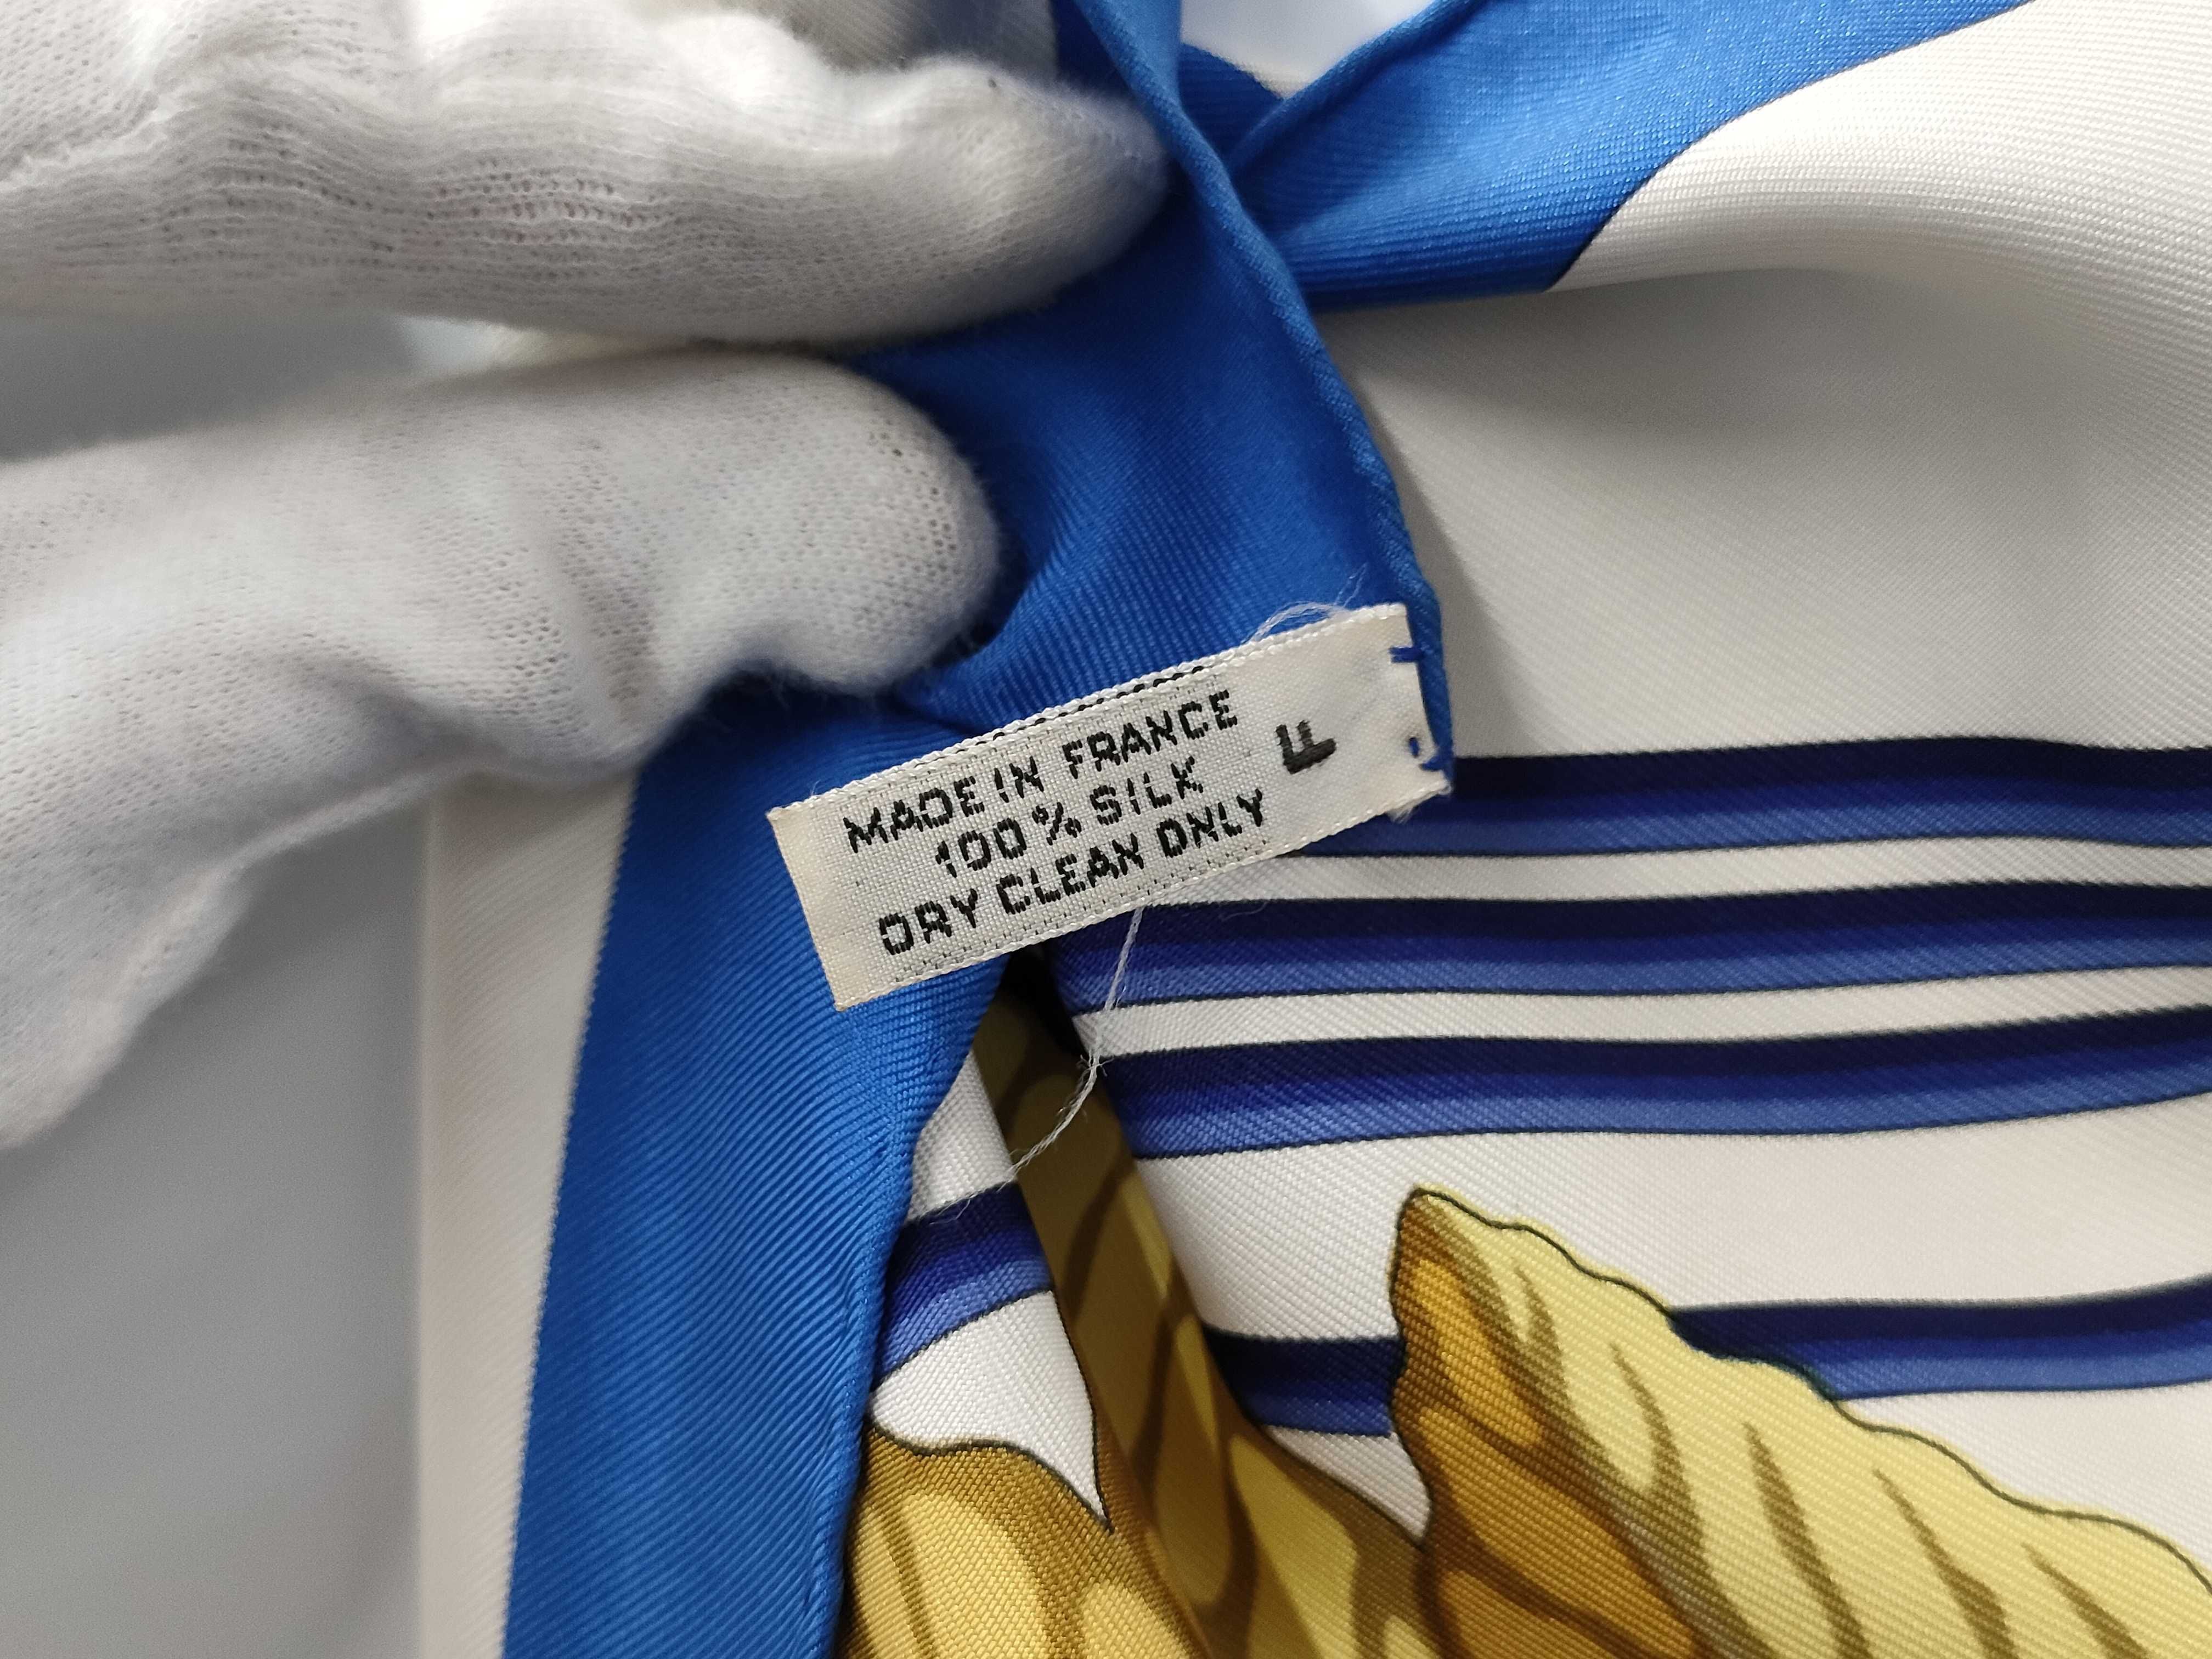 MADE IN FRANCE
100% SILK
DRY CLEAN ONLY
F